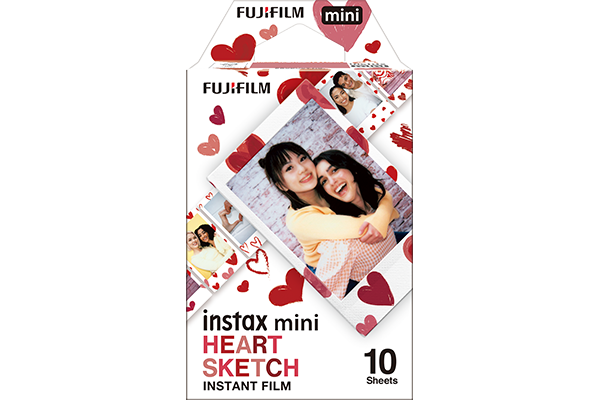 FUJIFILM mini
FUJIFILM
instax mini
HEART
SKETCH
INSTANT FILM
10
Sheets